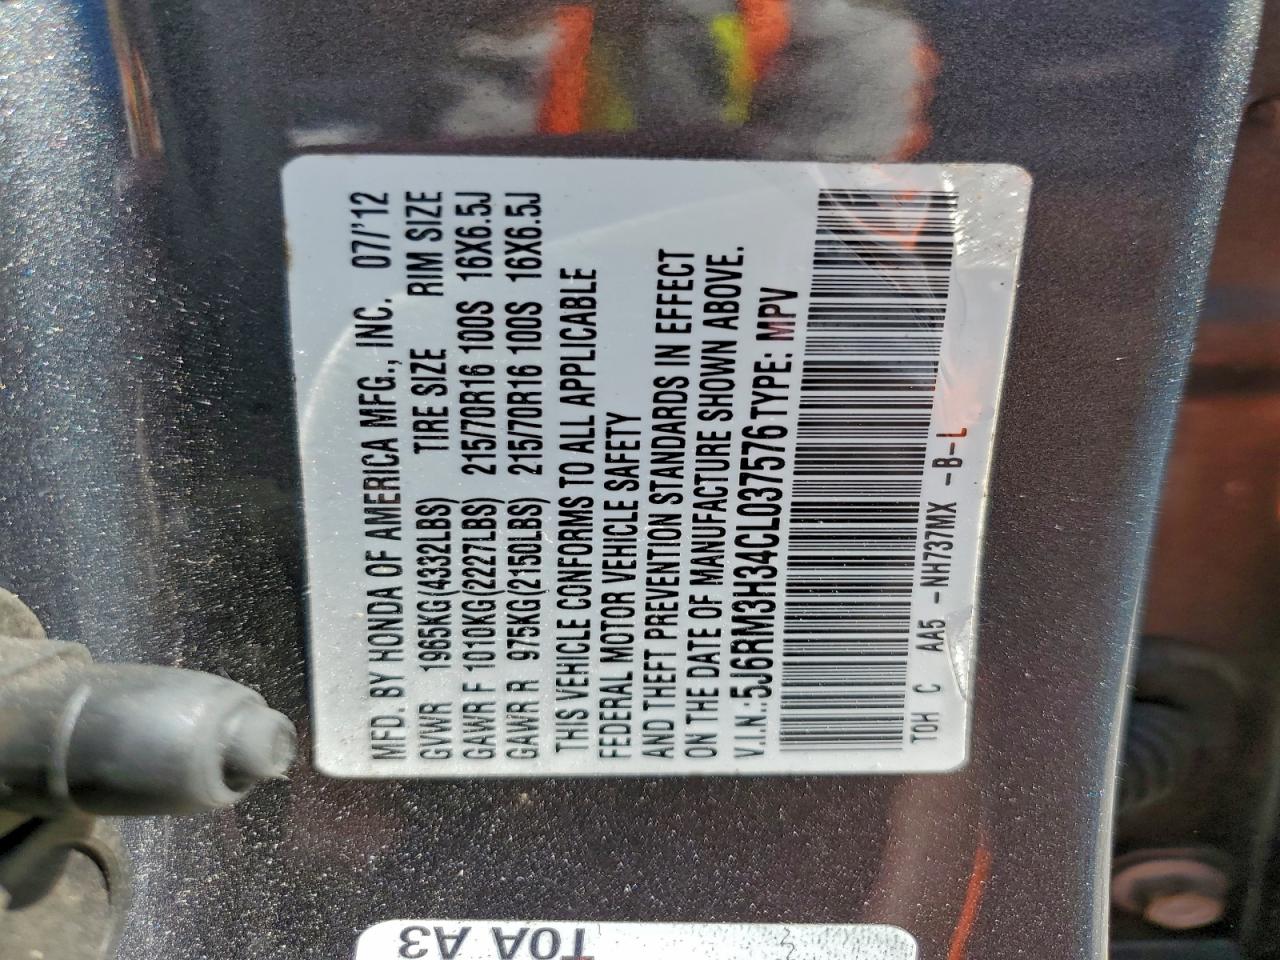 MFD. BY HONDA OF AMERICA MFG., INC. 07/'12
GVWR 1965KG(4332LBS) TIRE SIZE RIM SIZE
GAWR F 1010KG(2227LBS) 215/70R16 100S 16X6.5J
GAWR R 975KG(2150LBS) 215/70R16 100S 16X6.5J
THIS VEHICLE CONFORMS TO ALL APPLICABLE
FEDERAL MOTOR VEHICLE SAFETY
AND THEFT PREVENTION STANDARDS IN EFFECT
ON THE DATE OF MANUFACTURE SHOWN ABOVE.
V.I.N.:5J6RM3H34CL037576 TYPE: MPV
T0H C AA5 -NH737MX -B-L
T0A A3